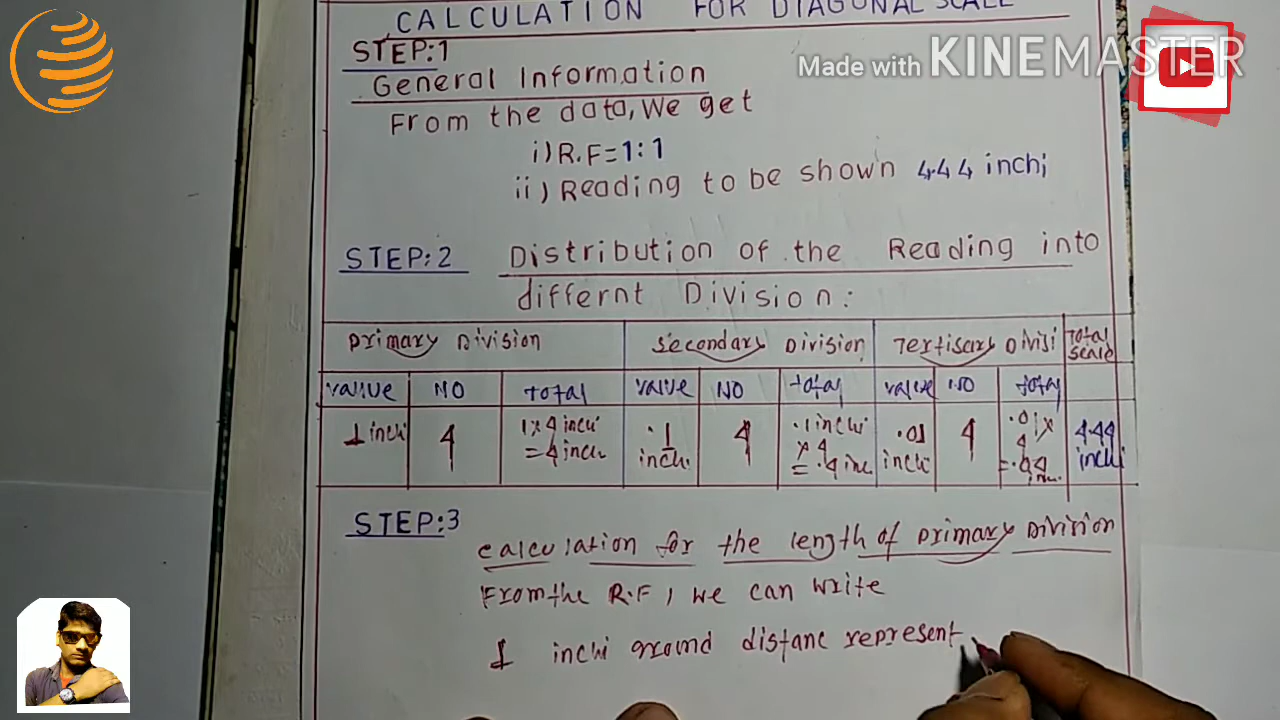 CALCULATION FOR DIAGONAL SCALE
STEP:1
General Information
From the data, We get
i) R.F=1:1
ii) Reading to be shown 4.44 inchi
STEP:2 Distribution of the Reading into
differnt Division:
Primary Division Secondary Division Tertisary Divisi Total Scale
value NO Total value NO total value NO total
1 inchi 4 1x4 inchi =4 inchi .1 inchi 4 .1 inchi x 4 = .4 inc .01 inchi 4 .01x 4 = .04 inc. 4.44 inchi
STEP:3
calculation for the length of primary Division
From the R.F, we can write
1 inchi ground distanc represent
Made with KINEMASTER